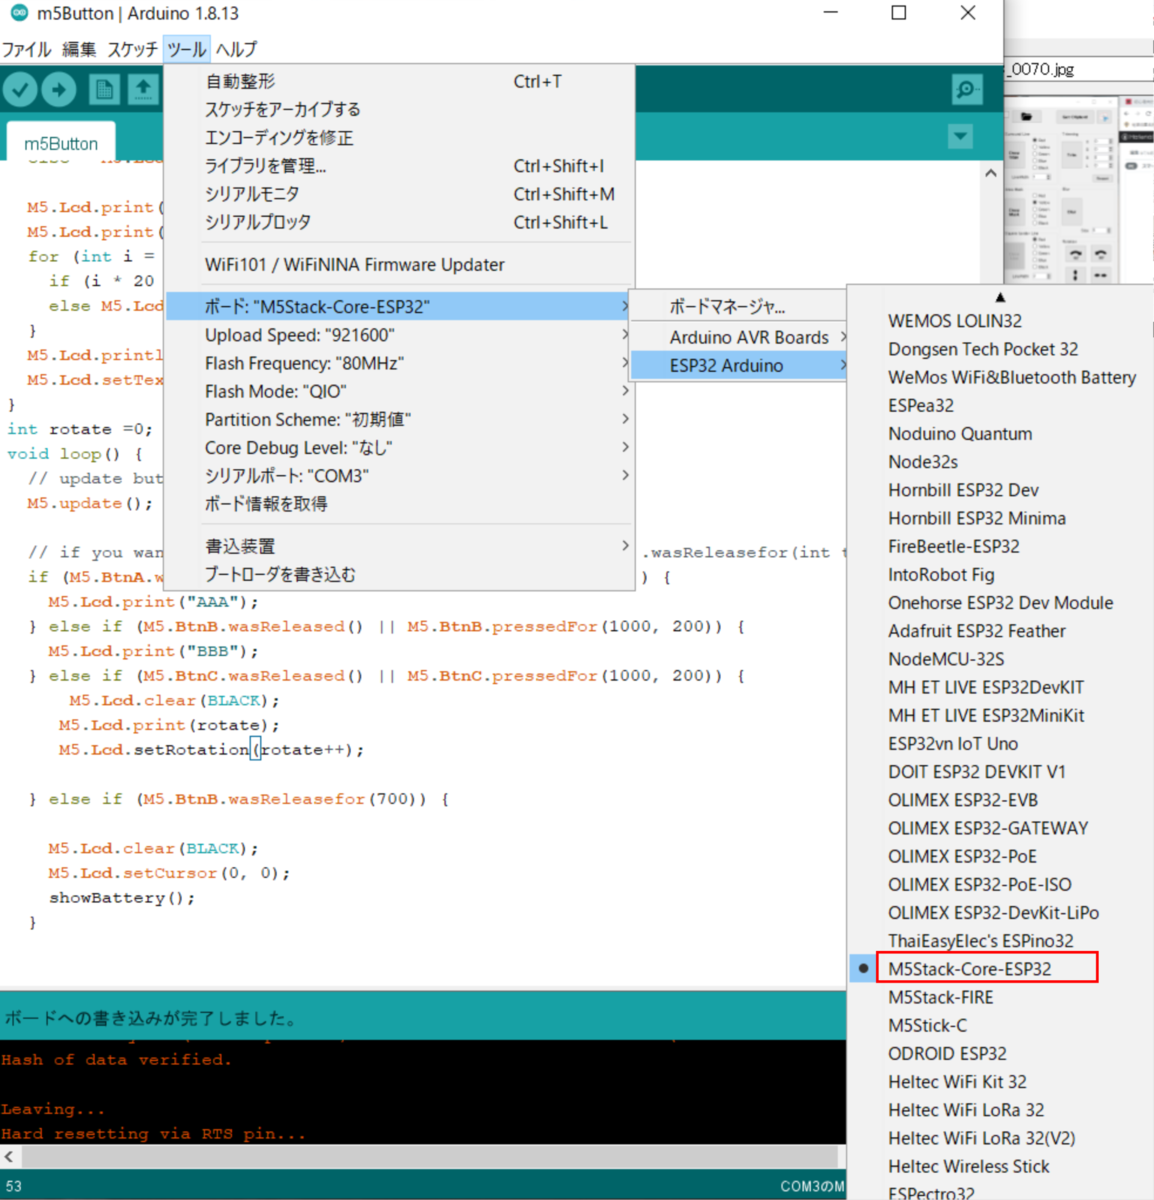 m5Button | Arduino 1.8.13
ファイル 編集 スケッチ ツール ヘルプ
_0070.jpg
m5Button
自動整形 Ctrl+T
スケッチをアーカイブする
エンコーディングを修正
ライブラリを管理... Ctrl+Shift+I
シリアルモニタ Ctrl+Shift+M
シリアルプロッタ Ctrl+Shift+L
WiFi101 / WiFiNINA Firmware Updater
ボード: "M5Stack-Core-ESP32"
Upload Speed: "921600"
Flash Frequency: "80MHz"
Flash Mode: "QIO"
Partition Scheme: "初期値"
Core Debug Level: "なし"
シリアルポート: "COM3"
ボード情報を取得
書込装置
ブートローダを書き込む
ボードマネージャ...
Arduino AVR Boards
ESP32 Arduino
WEMOS LOLIN32
Dongsen Tech Pocket 32
WeMos WiFi&Bluetooth Battery
ESPea32
Noduino Quantum
Node32s
Hornbill ESP32 Dev
Hornbill ESP32 Minima
FireBeetle-ESP32
IntoRobot Fig
Onehorse ESP32 Dev Module
Adafruit ESP32 Feather
NodeMCU-32S
MH ET LIVE ESP32DevKIT
MH ET LIVE ESP32MiniKit
ESP32vn IoT Uno
DOIT ESP32 DEVKIT V1
OLIMEX ESP32-EVB
OLIMEX ESP32-GATEWAY
OLIMEX ESP32-PoE
OLIMEX ESP32-PoE-ISO
OLIMEX ESP32-DevKit-LiPo
ThaiEasyElec's ESPino32
M5Stack-Core-ESP32
M5Stack-FIRE
M5Stick-C
ODROID ESP32
Heltec WiFi Kit 32
Heltec WiFi LoRa 32
Heltec WiFi LoRa 32(V2)
Heltec Wireless Stick
ESPectro32
M5.Lcd.print(
M5.Lcd.print(
for (int i =
if (i * 20
else M5.Lcd
}
M5.Lcd.printl
M5.Lcd.setTex
}
int rotate =0;
void loop() {
// update but
M5.update();
// if you wan .wasReleasefor(int t
if (M5.BtnA.w ) {
M5.Lcd.print("AAA");
} else if (M5.BtnB.wasReleased() || M5.BtnB.pressedFor(1000, 200)) {
M5.Lcd.print("BBB");
} else if (M5.BtnC.wasReleased() || M5.BtnC.pressedFor(1000, 200)) {
M5.Lcd.clear(BLACK);
M5.Lcd.print(rotate);
M5.Lcd.setRotation(rotate++);
} else if (M5.BtnB.wasReleasefor(700)) {
M5.Lcd.clear(BLACK);
M5.Lcd.setCursor(0, 0);
showBattery();
}
ボードへの書き込みが完了しました。
Hash of data verified.
Leaving...
Hard resetting via RTS pin...
53 COM3のM